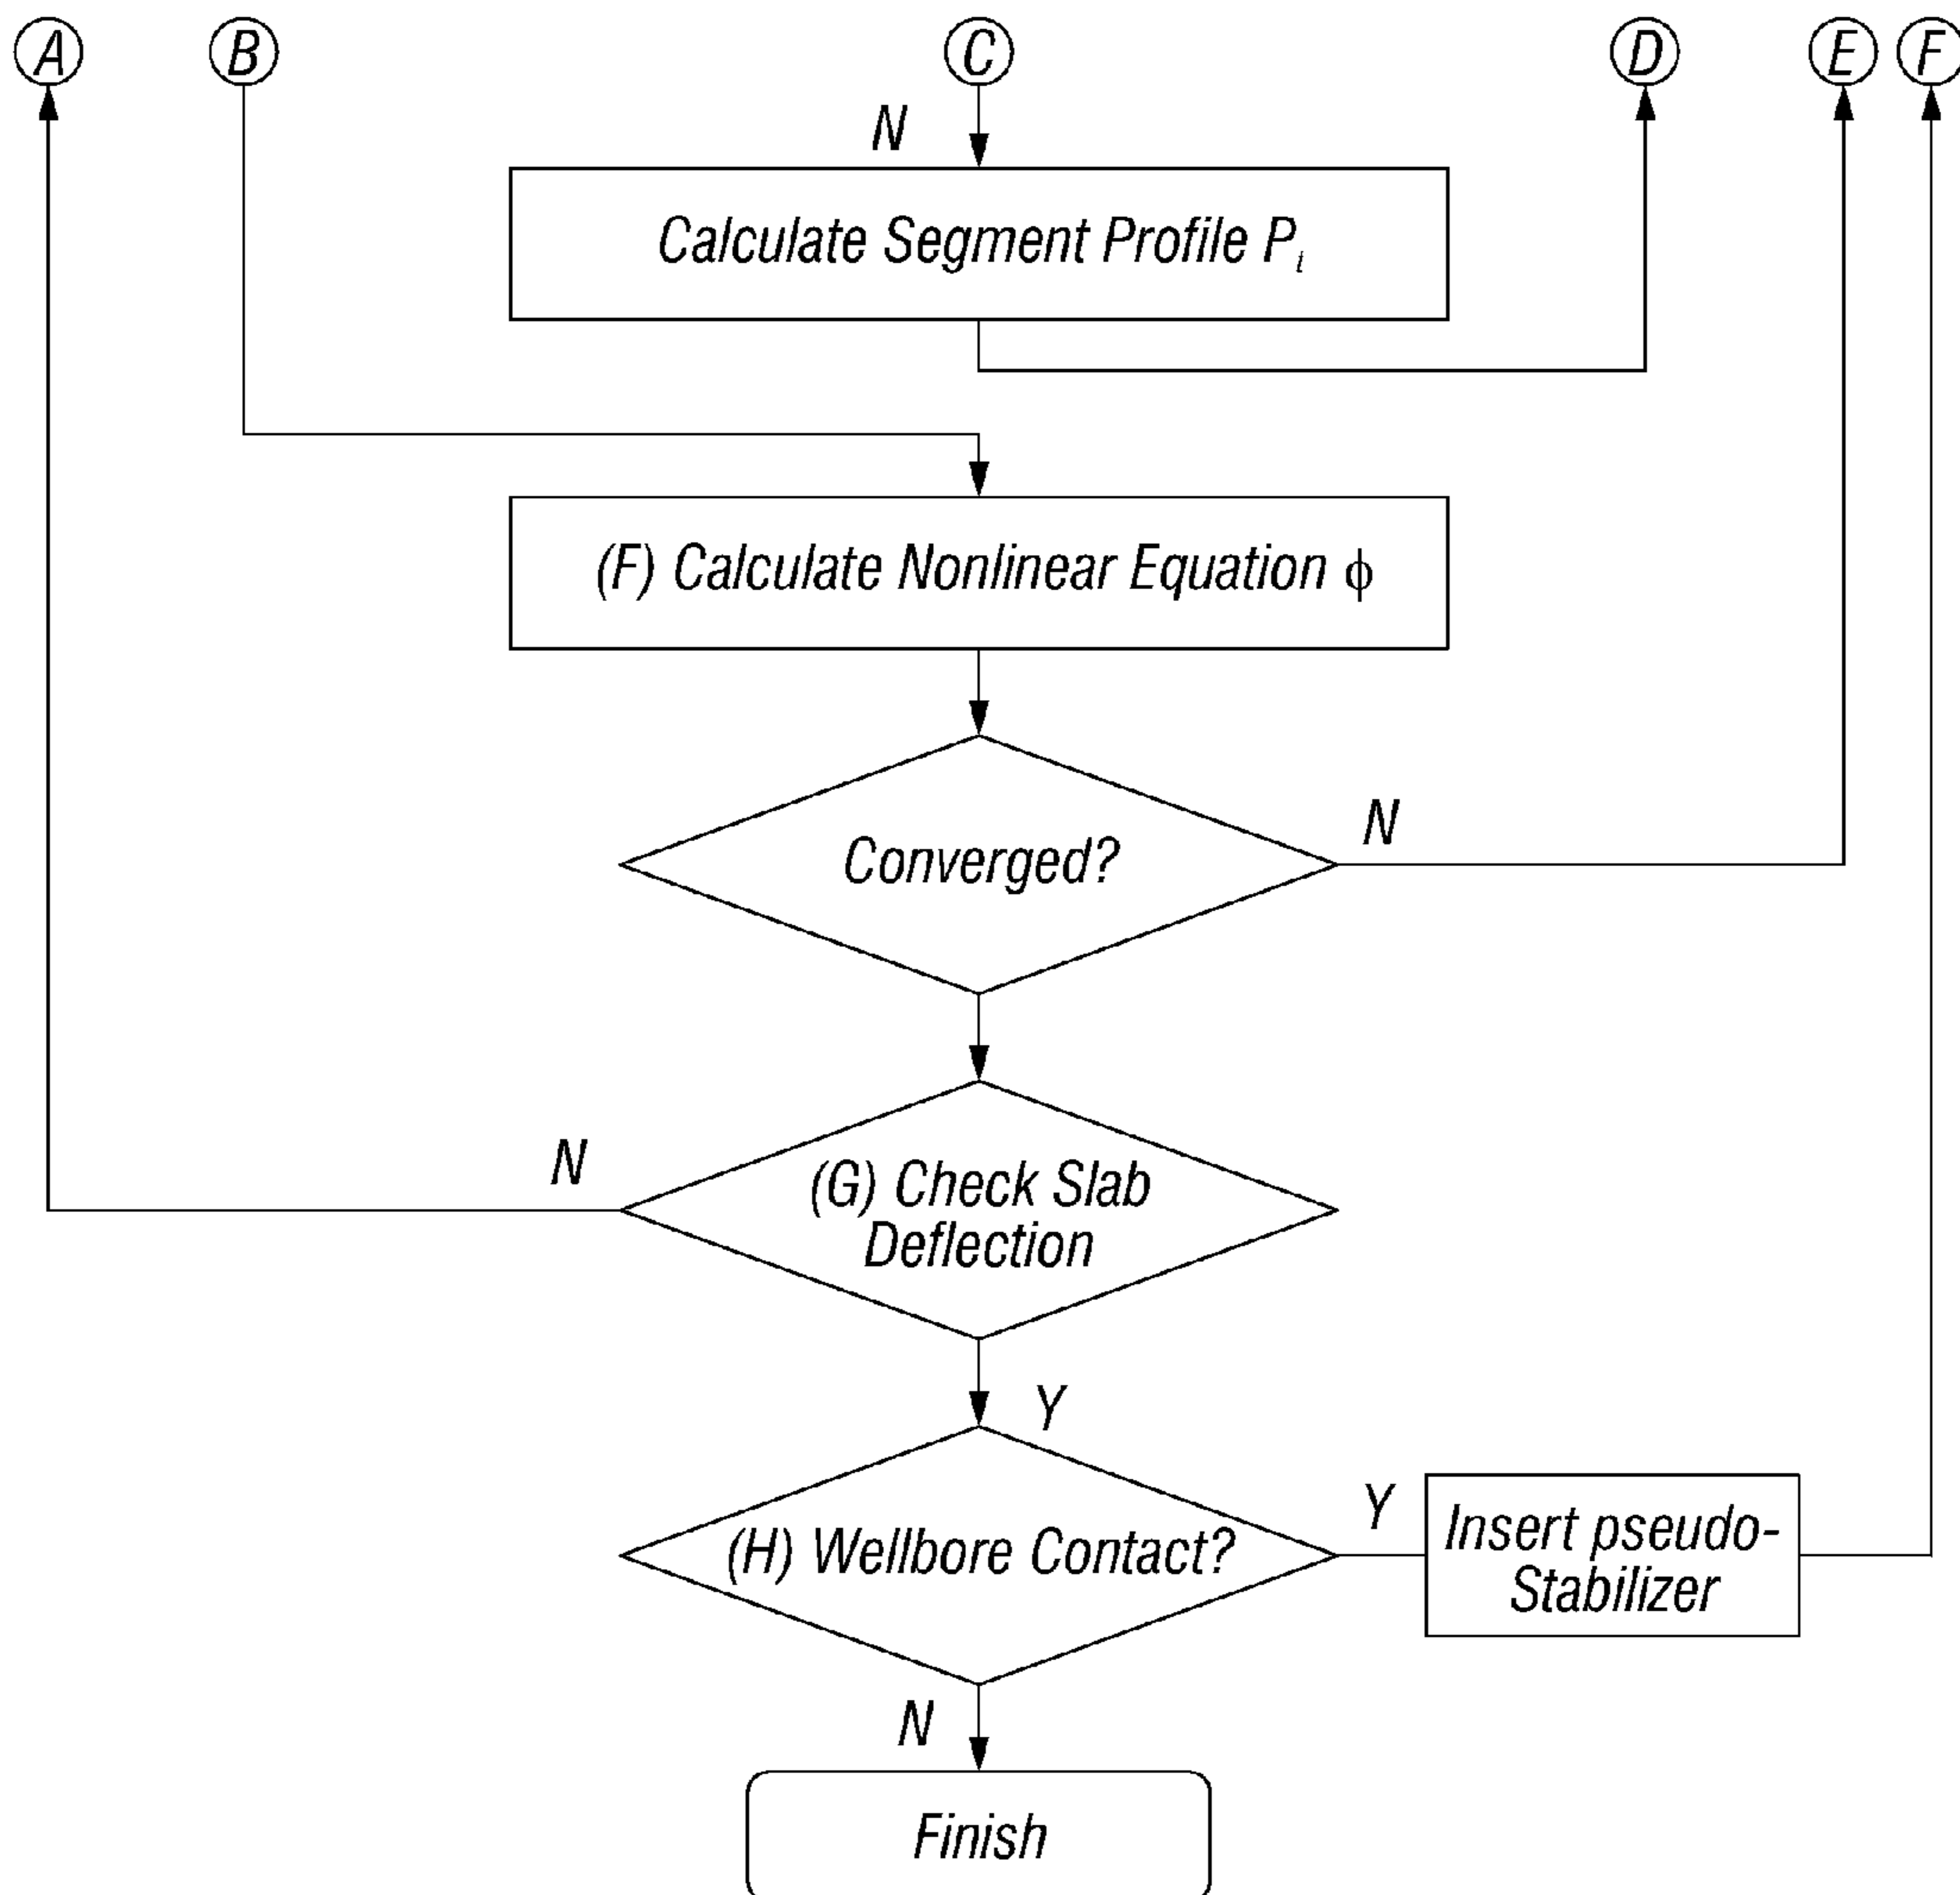 A
B
C
D
E
F
N
Calculate Segment Profile Pᵢ
(F) Calculate Nonlinear Equation ϕ
Converged?
N
N
(G) Check Slab
Deflection
Y
(H) Wellbore Contact?
Y
Insert pseudo-
Stabilizer
N
Finish